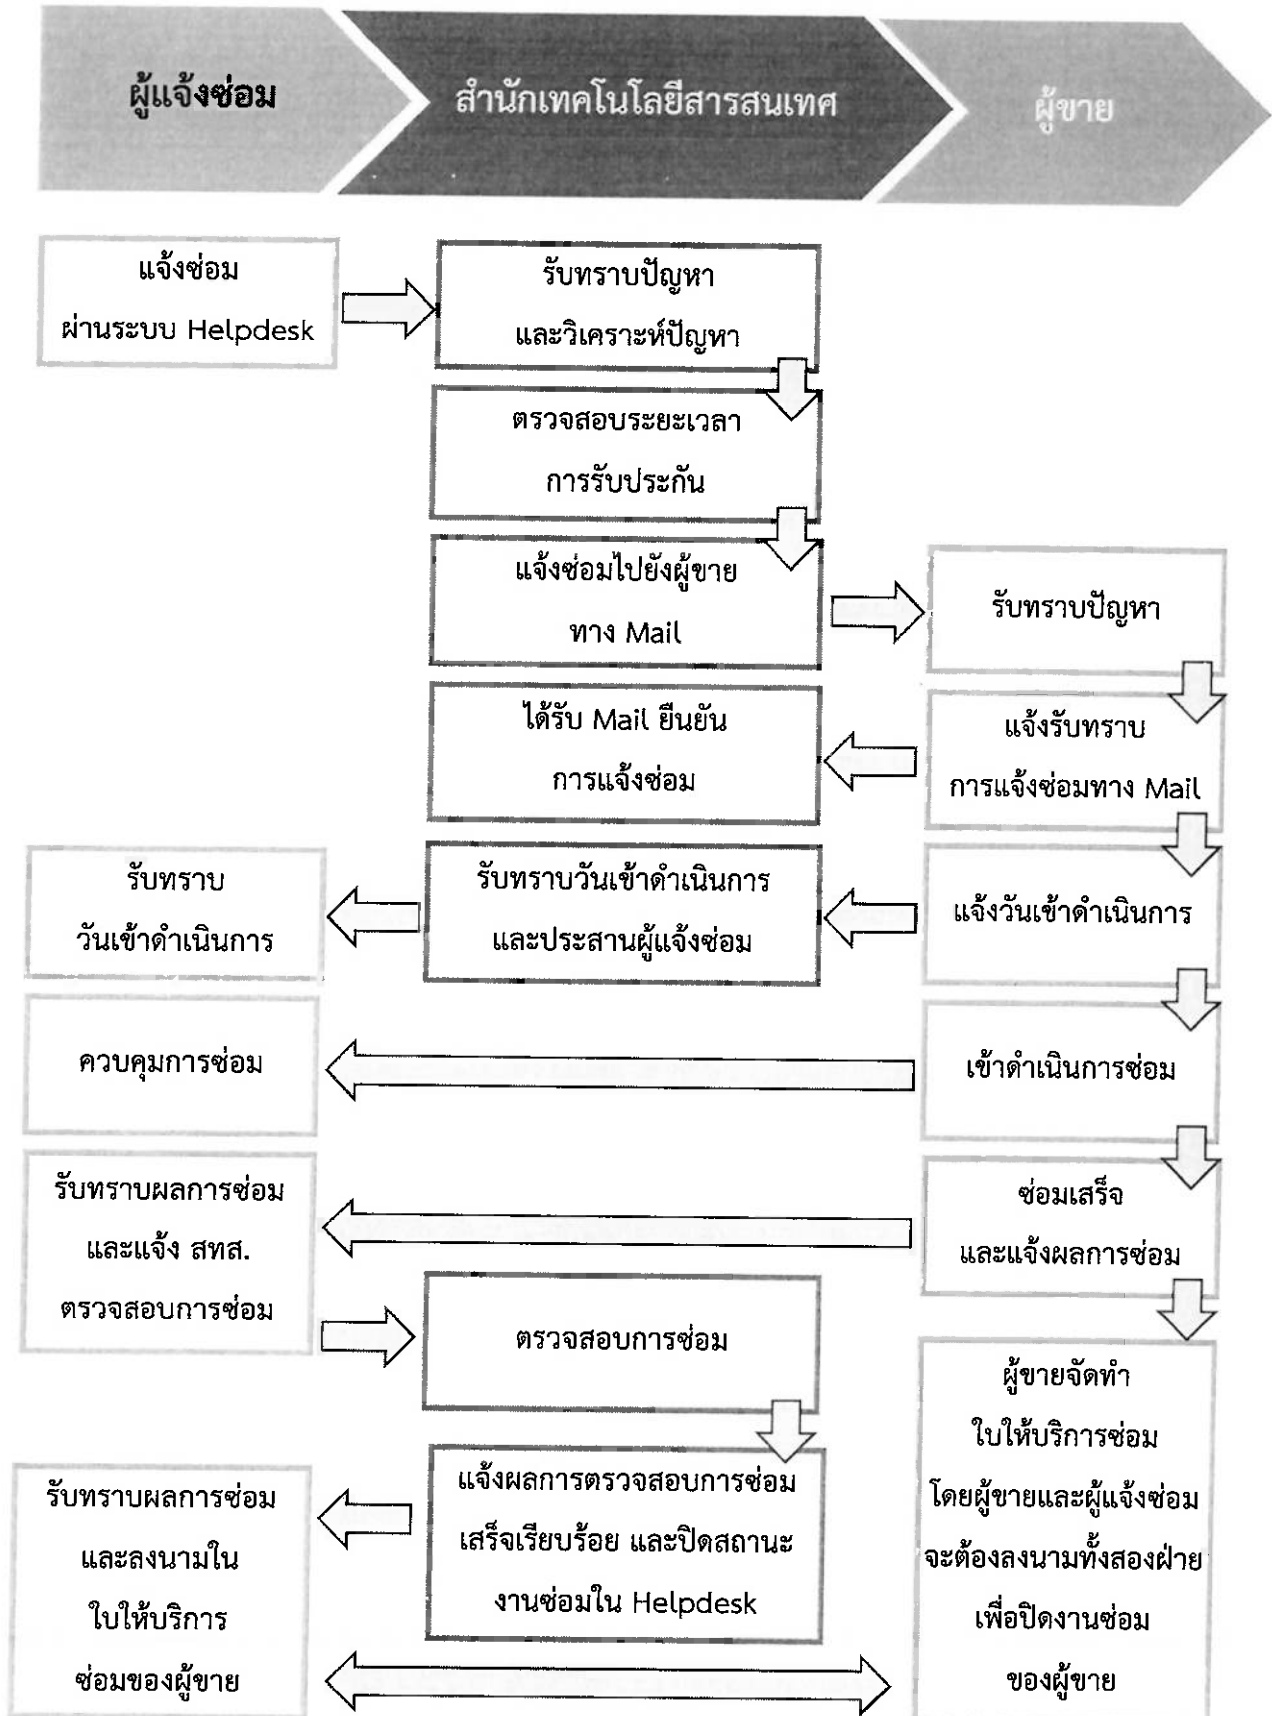 ผู้แจ้งซ่อม
สำนักเทคโนโลยีสารสนเทศ
ผู้ขาย
แจ้งซ่อม
ผ่านระบบ Helpdesk
รับทราบปัญหา
และวิเคราะห์ปัญหา
ตรวจสอบระยะเวลา
การรับประกัน
แจ้งซ่อมไปยังผู้ขาย
ทาง Mail
รับทราบปัญหา
ได้รับ Mail ยืนยัน
การแจ้งซ่อม
แจ้งรับทราบ
การแจ้งซ่อมทาง Mail
รับทราบ
วันเข้าดำเนินการ
รับทราบวันเข้าดำเนินการ
และประสานผู้แจ้งซ่อม
แจ้งวันเข้าดำเนินการ
ควบคุมการซ่อม
เข้าดำเนินการซ่อม
รับทราบผลการซ่อม
และแจ้ง สทส.
ตรวจสอบการซ่อม
ซ่อมเสร็จ
และแจ้งผลการซ่อม
ตรวจสอบการซ่อม
ผู้ขายจัดทำ
ใบให้บริการซ่อม
โดยผู้ขายและผู้แจ้งซ่อม
จะต้องลงนามทั้งสองฝ่าย
เพื่อปิดงานซ่อม
ของผู้ขาย
แจ้งผลการตรวจสอบการซ่อม
เสร็จเรียบร้อย และปิดสถานะ
งานซ่อมใน Helpdesk
รับทราบผลการซ่อม
และลงนามใน
ใบให้บริการ
ซ่อมของผู้ขาย